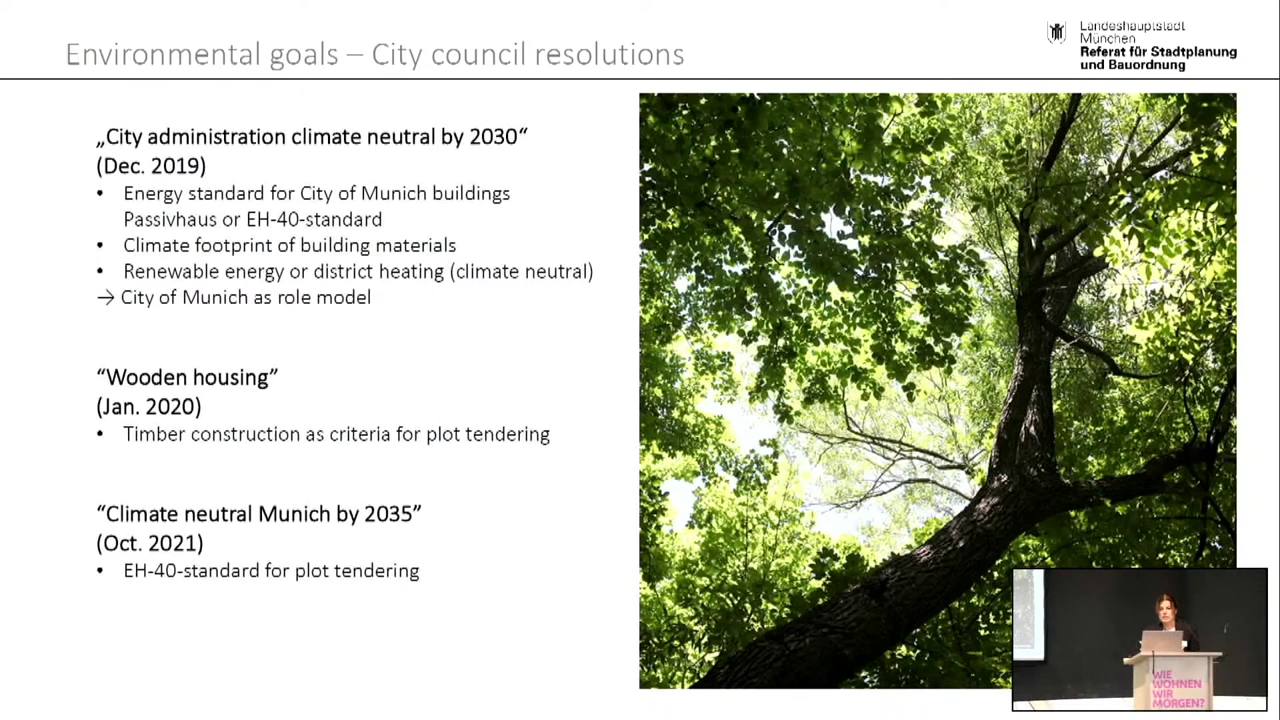 Environmental goals – City council resolutions
Landeshauptstadt
München
Referat für Stadtplanung
und Bauordnung
„City administration climate neutral by 2030“
(Dec. 2019)
• Energy standard for City of Munich buildings
Passivhaus or EH-40-standard
• Climate footprint of building materials
• Renewable energy or district heating (climate neutral)
→ City of Munich as role model
“Wooden housing”
(Jan. 2020)
• Timber construction as criteria for plot tendering
“Climate neutral Munich by 2035”
(Oct. 2021)
• EH-40-standard for plot tendering
WIE
WOHNEN
WIR
MORGEN?